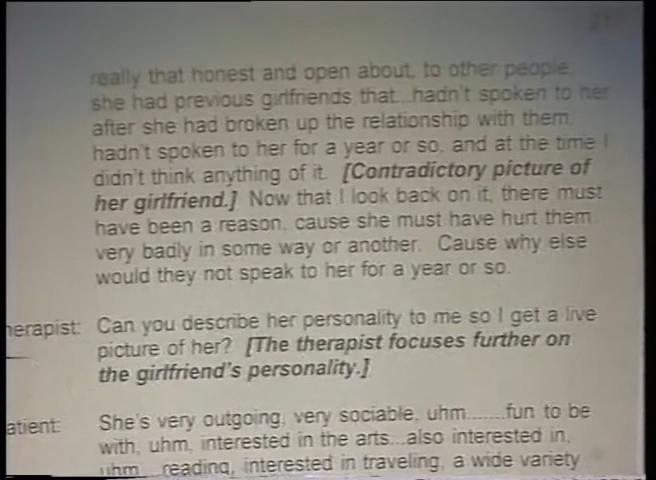 really that honest and open about, to other people,
she had previous girlfriends that...hadn't spoken to her
after she had broken up the relationship with them,
hadn't spoken to her for a year or so, and at the time I
didn't think anything of it. [Contradictory picture of
her girlfriend.] Now that I look back on it, there must
have been a reason, cause she must have hurt them
very badly in some way or another. Cause why else
would they not speak to her for a year or so.
herapist: Can you describe her personality to me so I get a live
picture of her? [The therapist focuses further on
the girlfriend's personality.]
atient: She's very outgoing, very sociable, uhm.......fun to be
with, uhm, interested in the arts...also interested in,
uhm....reading, interested in traveling, a wide variety